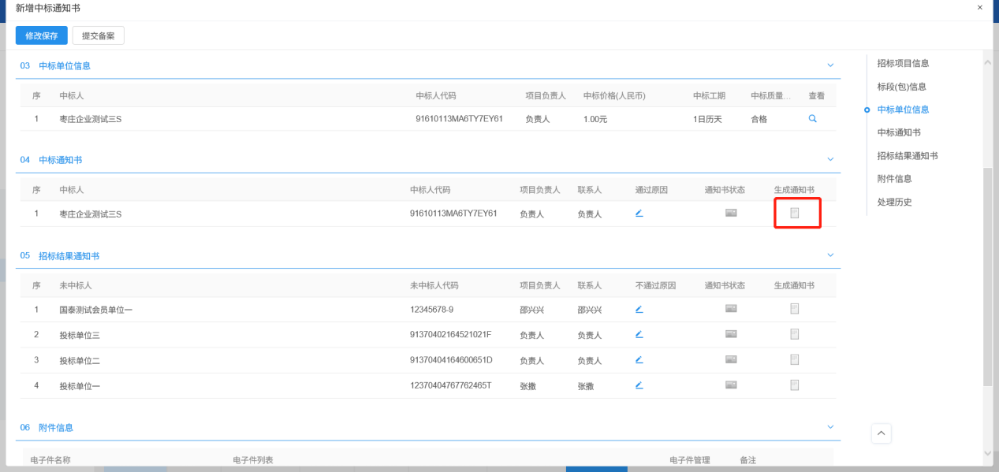 新增中标通知书 ×
修改保存 提交备案
03 中标单位信息
序 中标人 中标人代码 项目负责人 中标价格(人民币) 中标工期 中标质量... 查看
1 枣庄企业测试三S 91610113MA6TY7EY61 负责人 1.00元 1日历天 合格
04 中标通知书
序 中标人 中标人代码 项目负责人 联系人 通过原因 通知书状态 生成通知书
1 枣庄企业测试三S 91610113MA6TY7EY61 负责人 负责人
05 招标结果通知书
序 未中标人 未中标人代码 项目负责人 联系人 不通过原因 通知书状态 生成通知书
1 国泰测试会员单位一 12345678-9 邵兴兴 邵兴兴
2 投标单位三 91370402164521021F 负责人 负责人
3 投标单位二 91370404164600651D 负责人 负责人
4 投标单位一 12370404767762465T 张撒 张撒
06 附件信息
电子件名称 电子件列表 电子件管理 备注
招标项目信息
标段(包)信息
中标单位信息
中标通知书
招标结果通知书
附件信息
处理历史